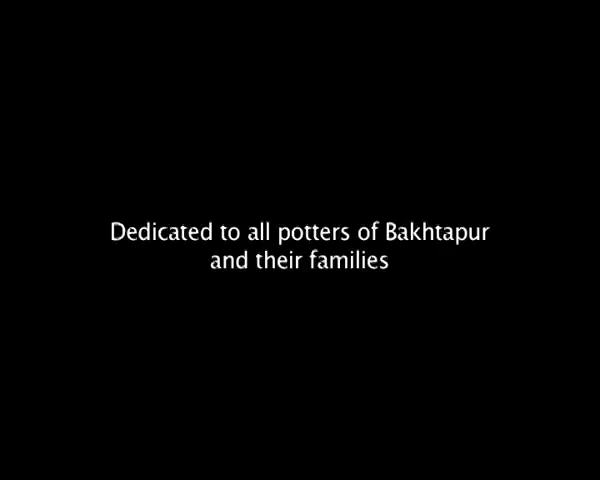 Dedicated to all potters of Bakhtapur
and their families